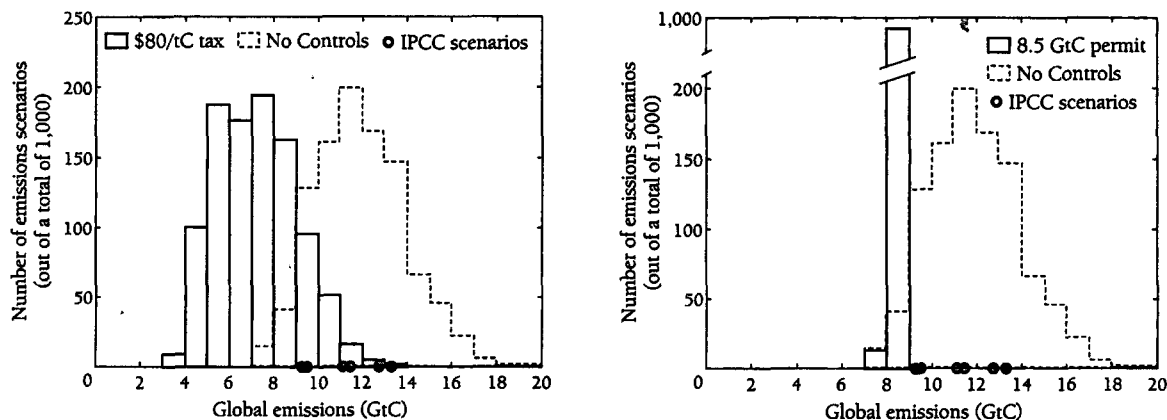 250
$80/tC tax No Controls IPCC scenarios
200
150
100
50
Number of emissions scenarios
(out of a total of 1,000)
0 2 4 6 8 10 12 14 16 18 20
Global emissions (GtC)
1,000
8.5 GtC permit
No Controls
IPCC scenarios
200
150
100
50
Number of emissions scenarios
(out of a total of 1,000)
0 2 4 6 8 10 12 14 16 18 20
Global emissions (GtC)